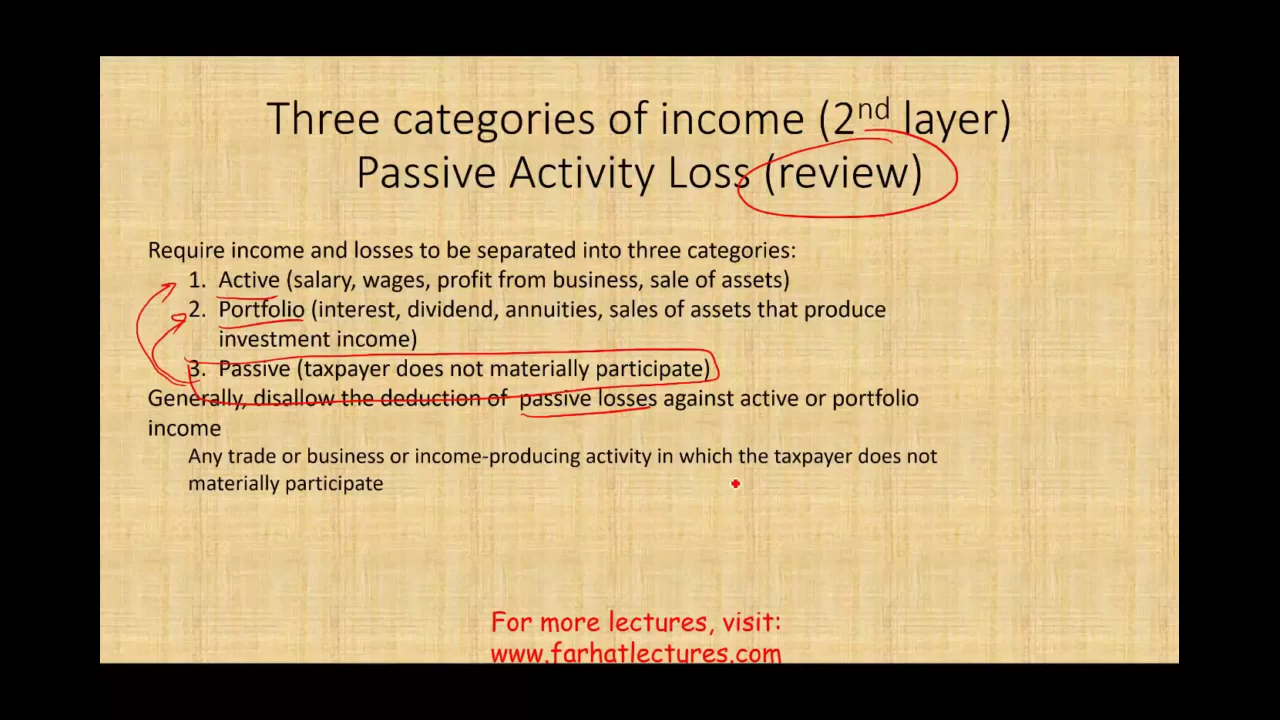 Three categories of income (2nd layer)
Passive Activity Loss (review)
Require income and losses to be separated into three categories:
1. Active (salary, wages, profit from business, sale of assets)
2. Portfolio (interest, dividend, annuities, sales of assets that produce
investment income)
3. Passive (taxpayer does not materially participate)
Generally, disallow the deduction of passive losses against active or portfolio
income
Any trade or business or income-producing activity in which the taxpayer does not
materially participate
For more lectures, visit:
www.farhatlectures.com